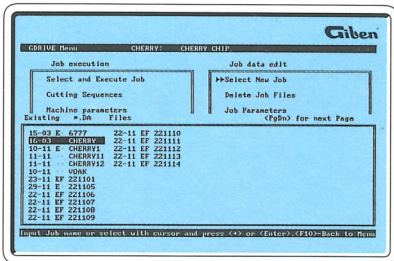 Giben
GDRIVE Menu CHERRY: CHERRY CHIP
Job execution Job data edit
Select and Execute Job ►►Select New Job
Cutting Sequences Delete Job Files
Machine parameters Job Parameters
Existing *.DA Files <PgDn> for next Page
15-03 E- 6777 22-11 EF 221110
16-03 -- CHERRY 22-11 EF 221111
10-11 E- CHERRY1 22-11 EF 221112
11-11 -- CHERRY11 22-11 EF 221113
11-11 -- CHERRY12 22-11 EF 221114
10-11 -- VOAK
23-11 EF 221101
29-11 E- 221105
22-11 EF 221106
22-11 EF 221107
22-11 EF 221108
22-11 EF 221109
Input Job name or select with cursor and press <+> or <Enter>,<F10>-Back to Menu